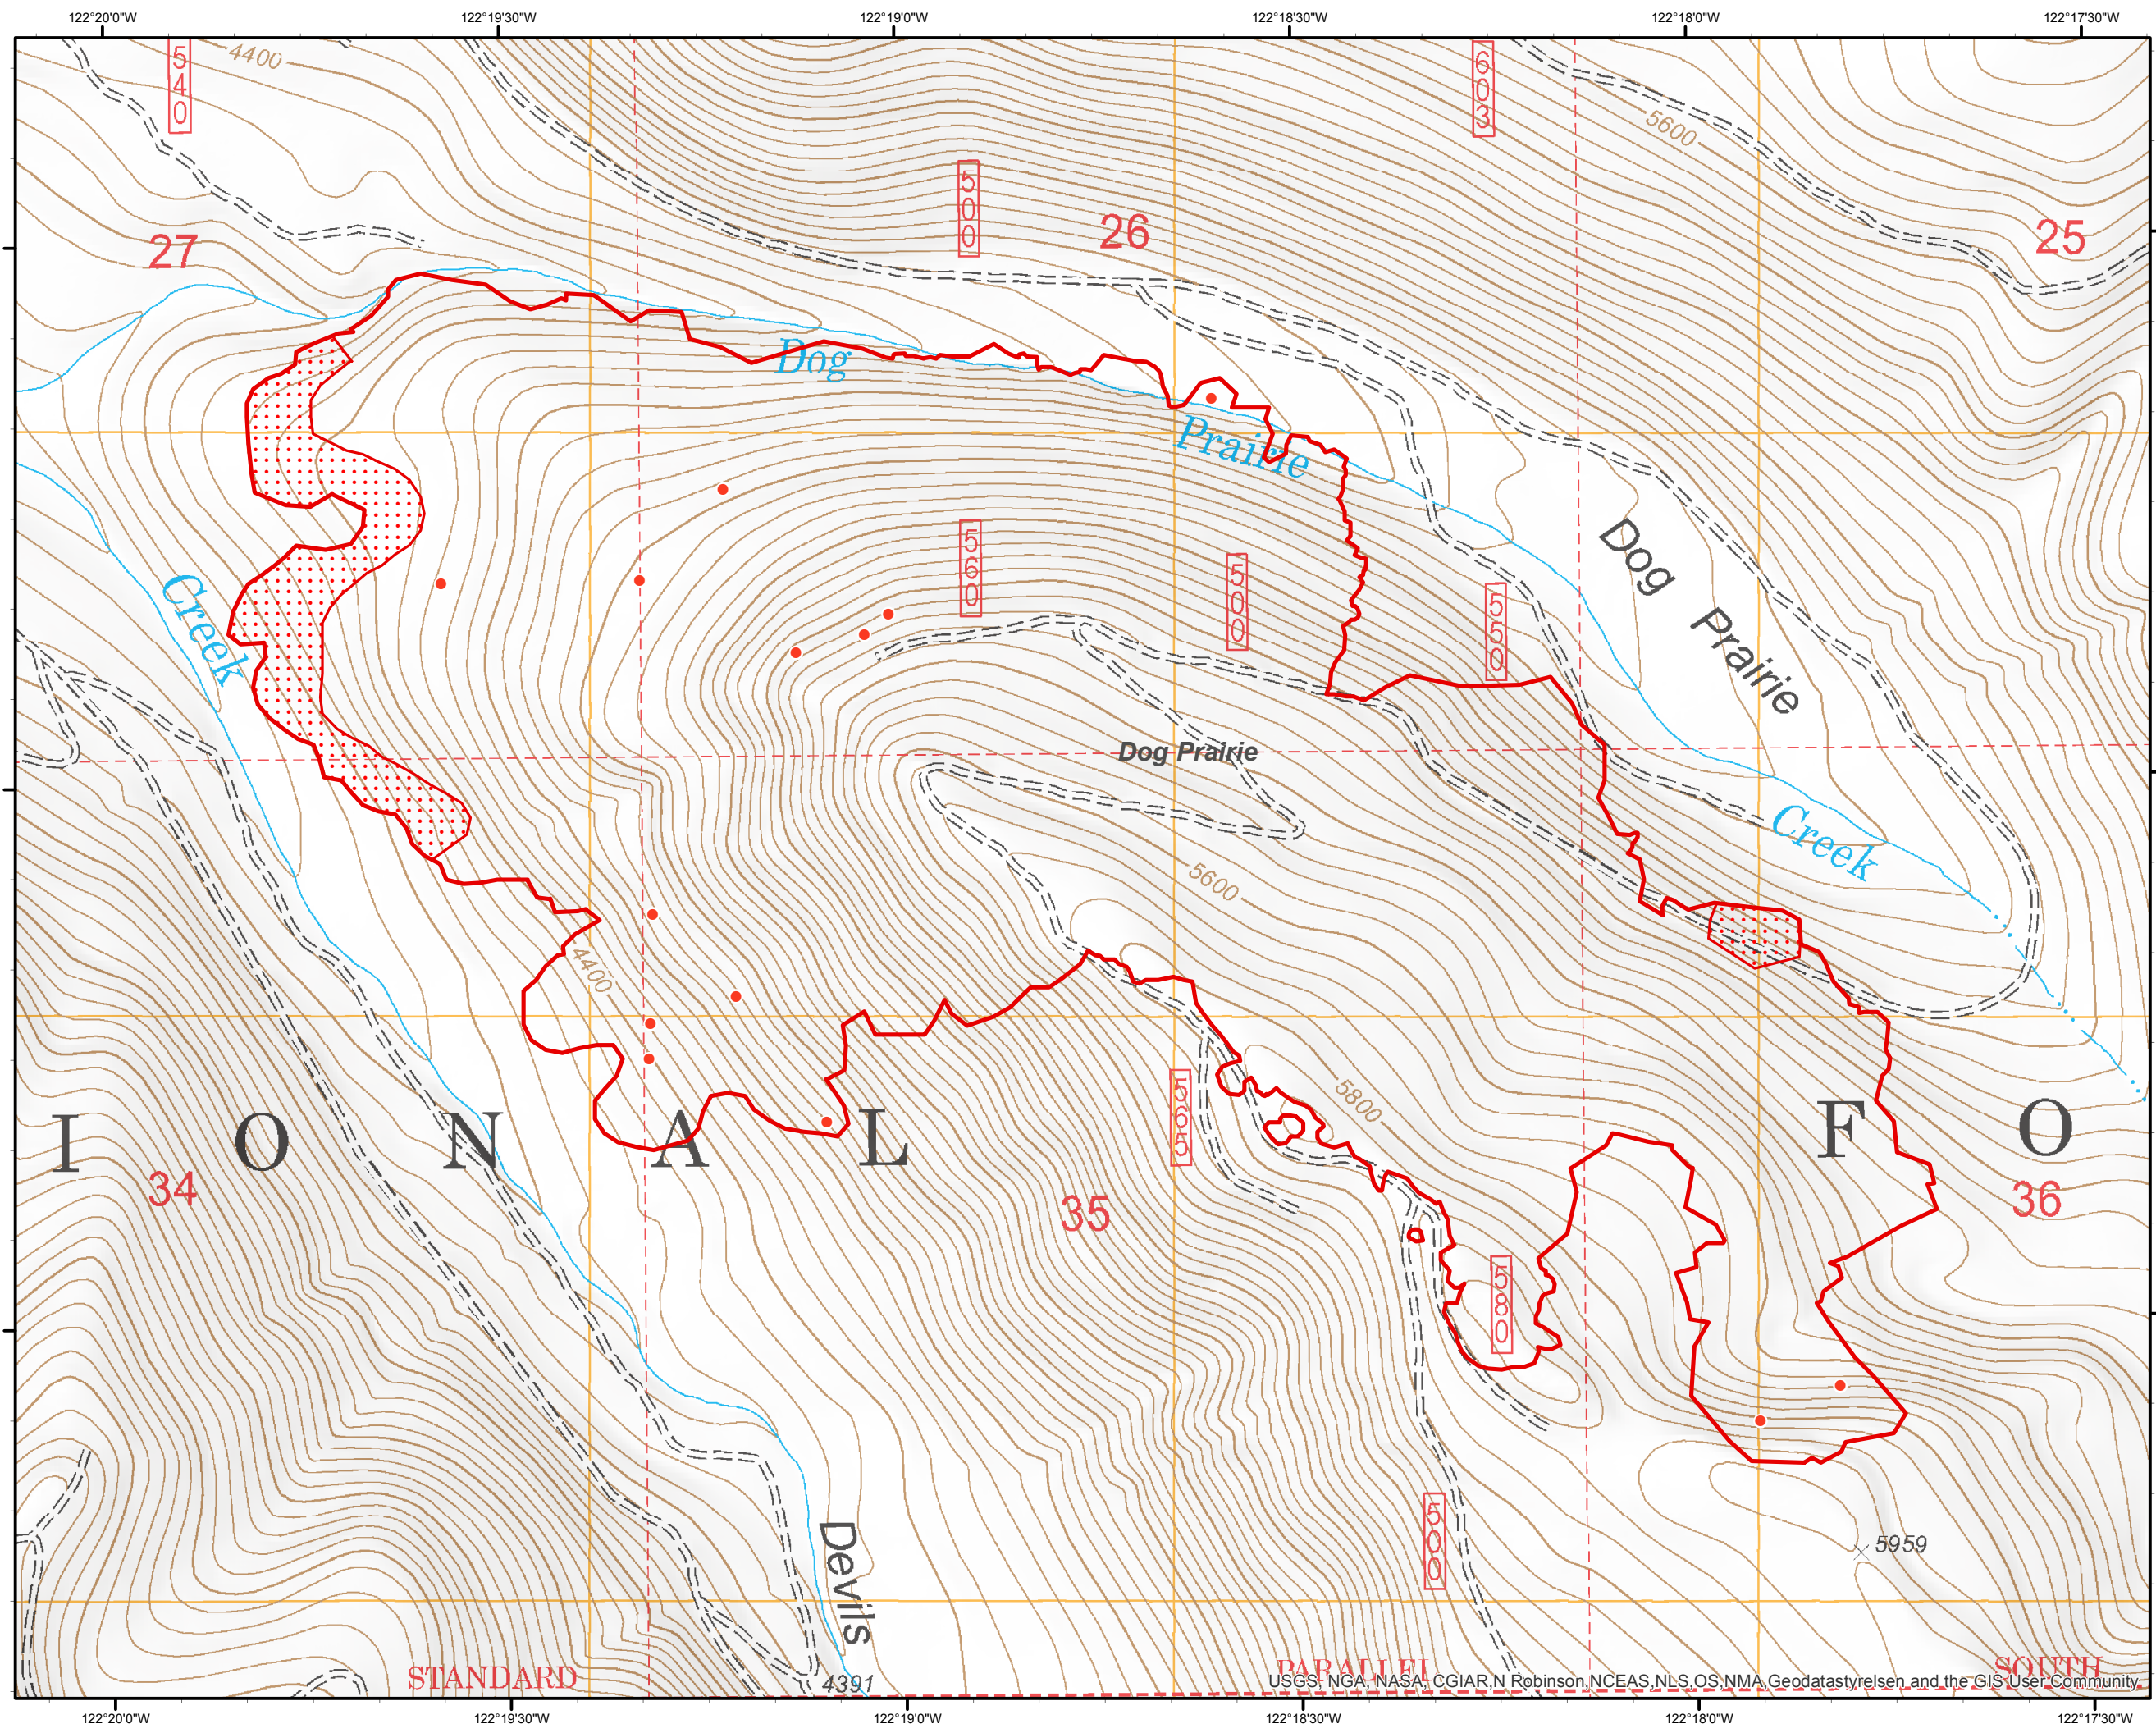 122°20'0"W 122°19'30"W 122°19'0"W 122°18'30"W 122°18'0"W 122°17'30"W
4400
540
603
5600
500
27
26
25
Dog
Prairie
560
500
550
Dog
Prairie
Creek
Dog Prairie
Creek
5600
4400
565
5800
I O N A L F O
34
35
36
580
500
5959
Devils
STANDARD PARALLEL SOUTH
4391
USGS, NGA, NASA, CGIAR,N Robinson,NCEAS,NLS,OS,NMA,Geodatastyrelsen and the GIS User Community
122°20'0"W 122°19'30"W 122°19'0"W 122°18'30"W 122°18'0"W 122°17'30"W